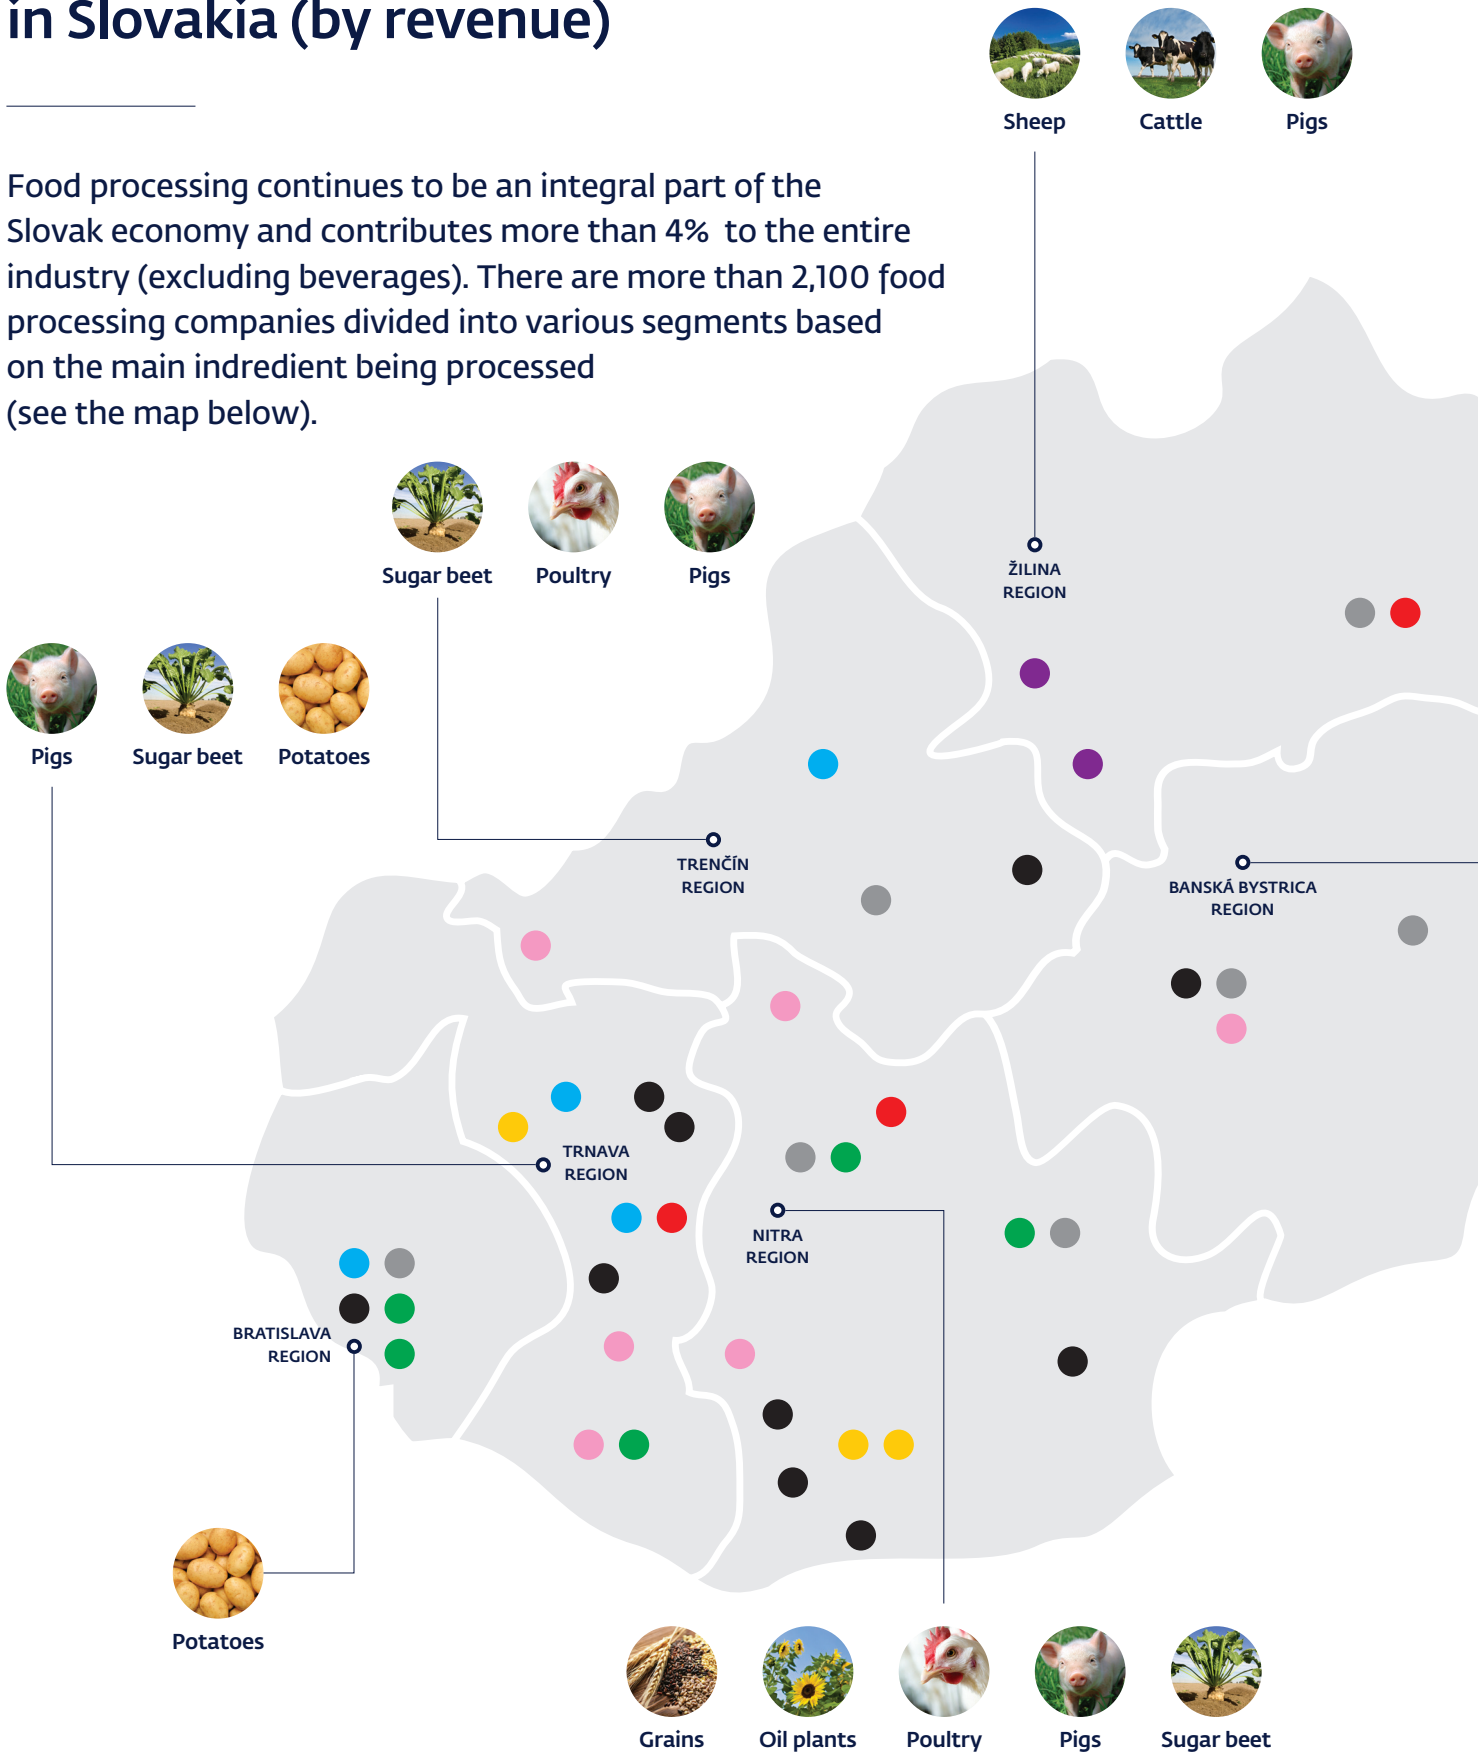 in Slovakia (by revenue)
Sheep
Cattle
Pigs
Food processing continues to be an integral part of the
Slovak economy and contributes more than 4% to the entire
industry (excluding beverages). There are more than 2,100 food
processing companies divided into various segments based
on the main indredient being processed
(see the map below).
Sugar beet
Poultry
Pigs
ŽILINA
REGION
Pigs
Sugar beet
Potatoes
TRENČÍN
REGION
BANSKÁ BYSTRICA
REGION
TRNAVA
REGION
NITRA
REGION
BRATISLAVA
REGION
Potatoes
Grains
Oil plants
Poultry
Pigs
Sugar beet